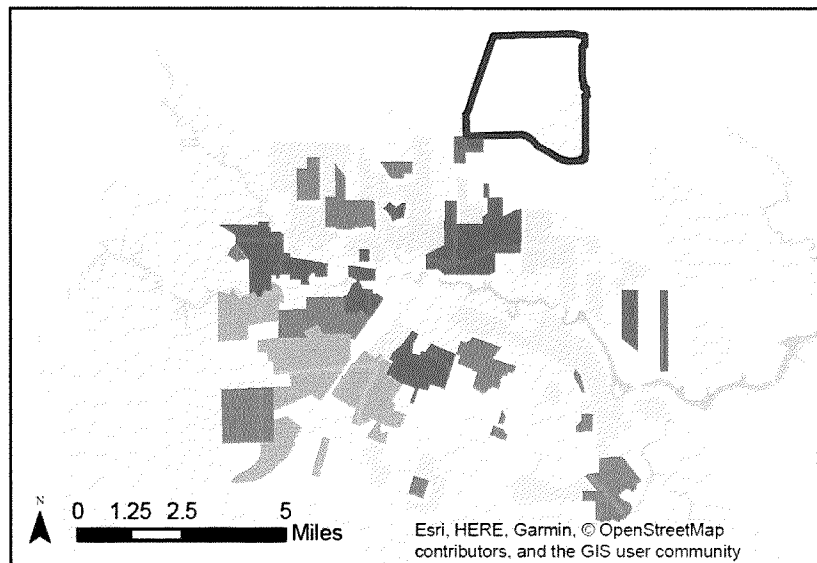 N
0 1.25 2.5 5
Miles
Esri, HERE, Garmin, © OpenStreetMap
contributors, and the GIS user community